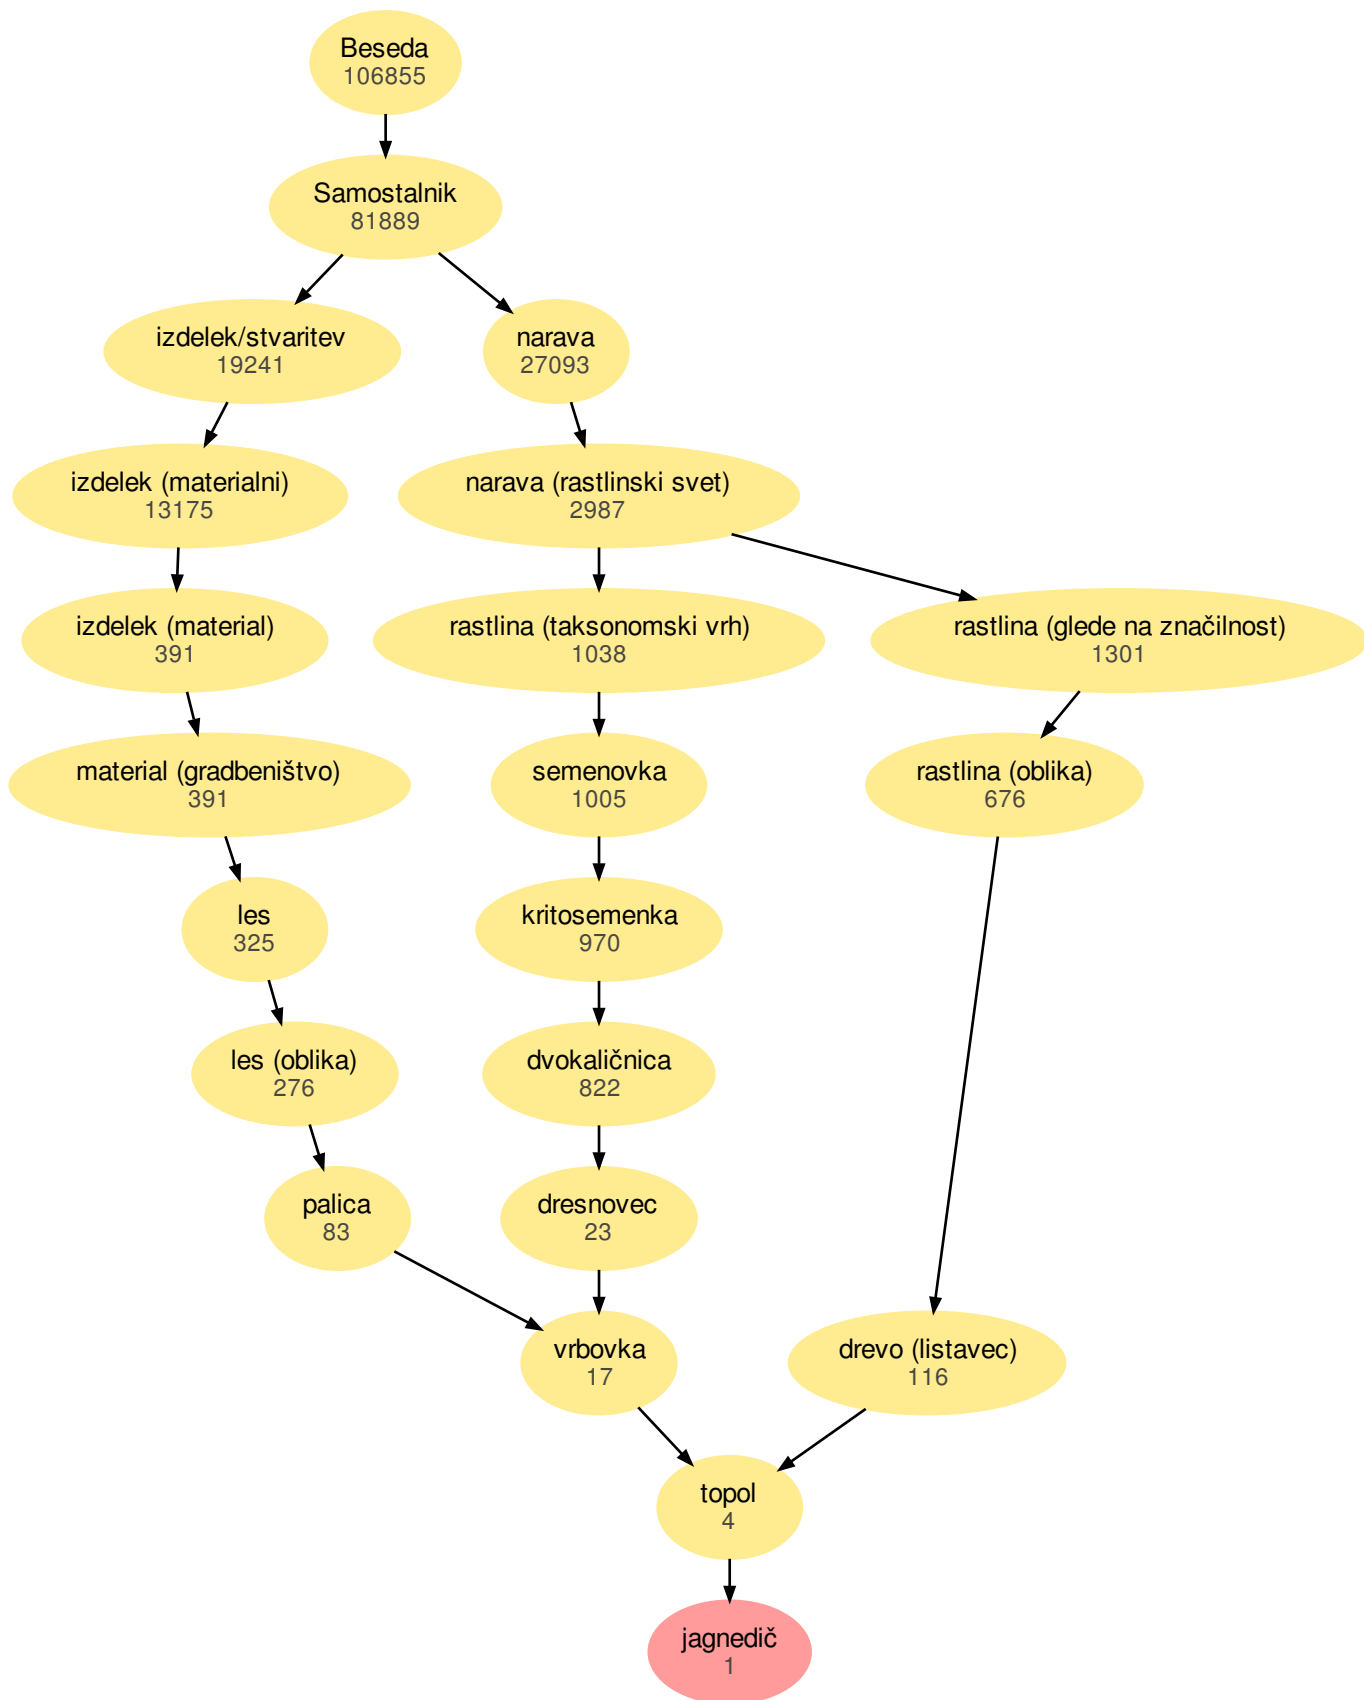 Beseda
106855
Samostalnik
81889
izdelek/stvaritev
19241
narava
27093
izdelek (materialni)
13175
narava (rastlinski svet)
2987
izdelek (material)
391
rastlina (taksonomski vrh)
1038
rastlina (glede na značilnost)
1301
material (gradbeništvo)
391
semenovka
1005
rastlina (oblika)
676
les
325
kritosemenka
970
les (oblika)
276
dvokaličnica
822
palica
83
dresnovec
23
vrbovka
17
drevo (listavec)
116
topol
4
jagnedič
1